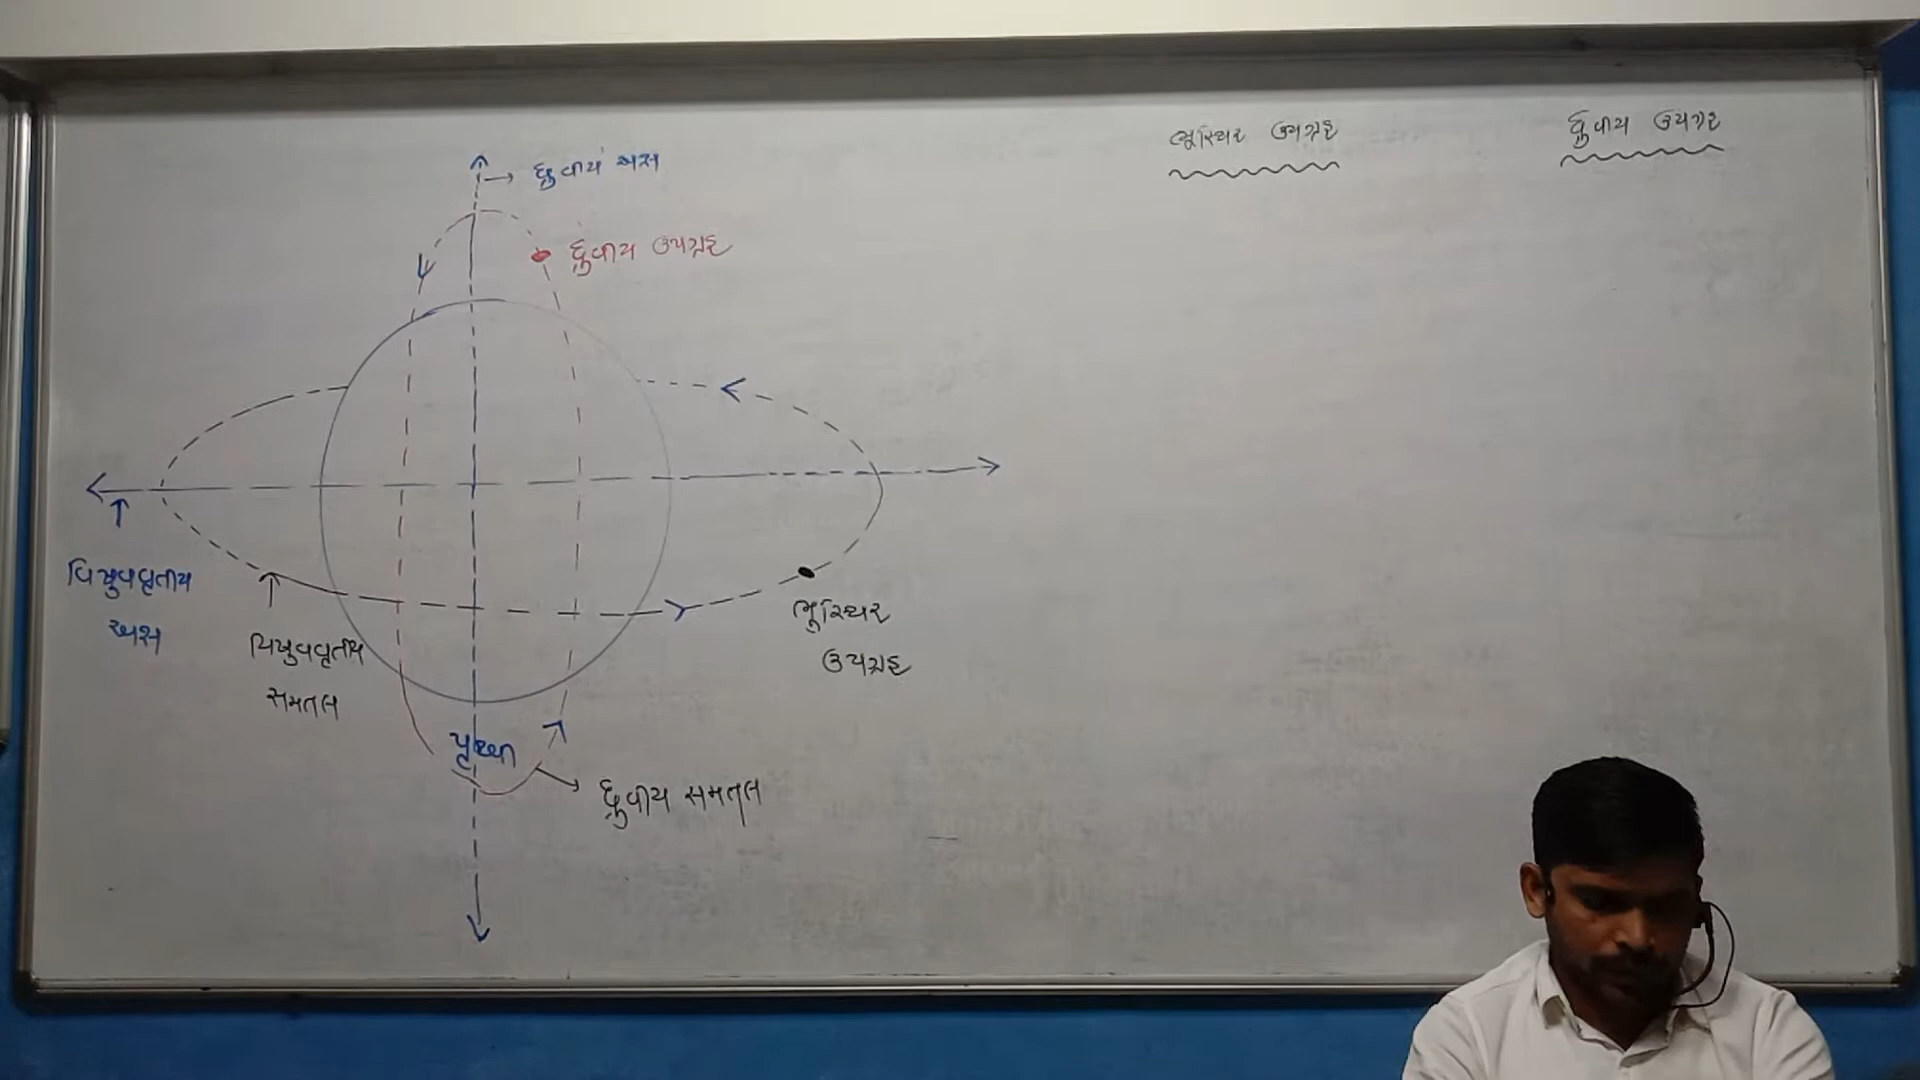 ભૂસ્થિર ઉપગ્રહ
ધ્રુવીય ઉપગ્રહ
ધ્રુવીય અક્ષ
ધ્રુવીય ઉપગ્રહ
વિષુવવૃતીય
અક્ષ
વિષુવવૃતીય
સમતલ
ભૂસ્થિર
ઉપગ્રહ
પૃથ્વી
ધ્રુવીય સમતલ